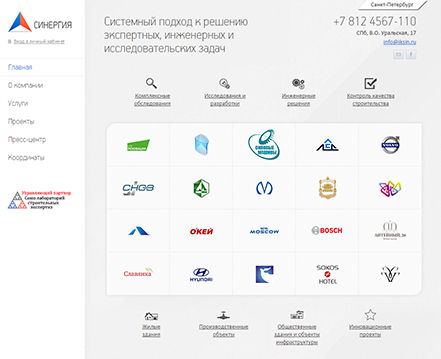 СИНЕРГИЯ
Вход в личный кабинет
Главная
О компании
Услуги
Проекты
Пресс-центр
Координаты
Управляющий партнер
Союз лабораторий
строительных
экспертиз
Санкт-Петербург
Системный подход к решению
экспертных, инженерных и
исследовательских задач
+7 812 4567-110
СПб, В.О. Уральская, 17
info@iksin.ru
Комплексные
обследования
Исследования и
разработки
Инженерные
решения
Контроль качества
строительства
VOLVO
О'КЕЙ
MOSCOW
BOSCH
Славянка
HYUNDAI
SOKOS
HOTEL
Жилые
здания
Производственные
объекты
Общественные
здания и объекты
инфраструктуры
Инновационные
проекты